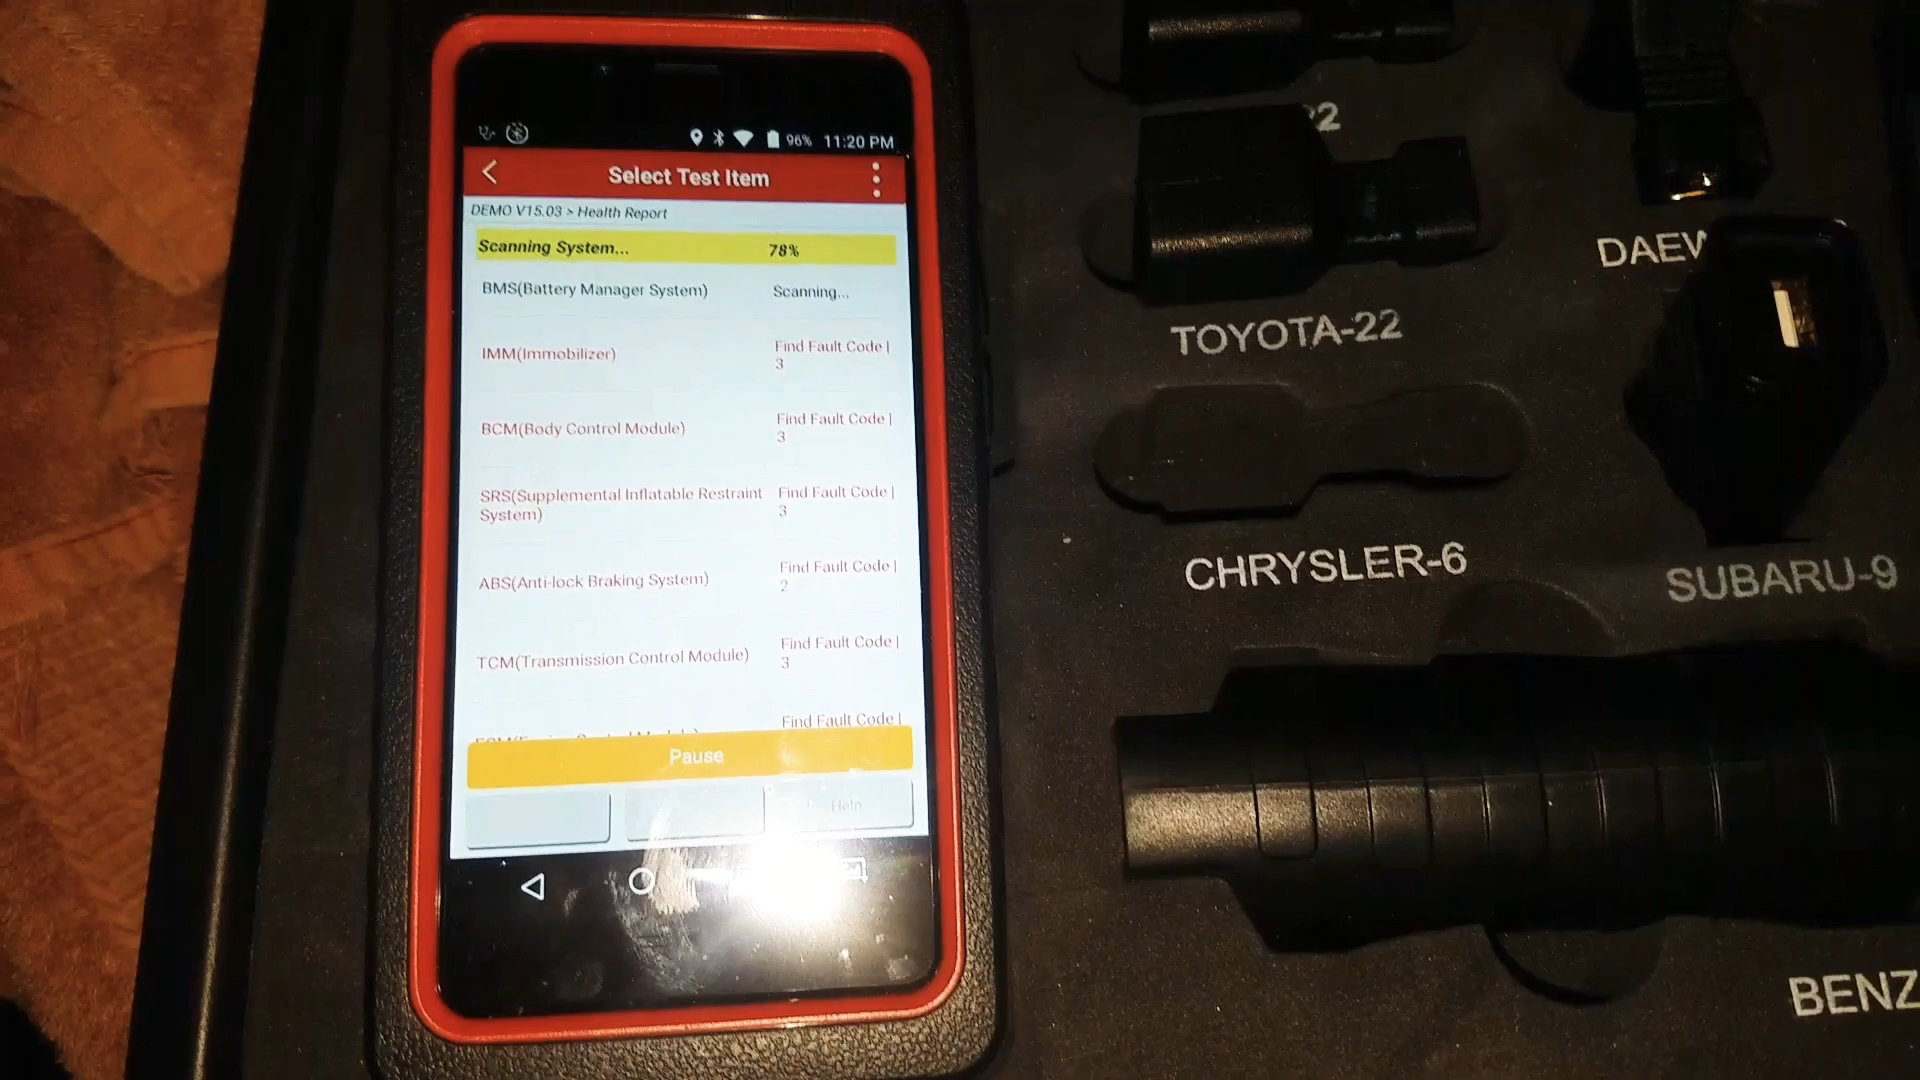 96% 11:20 PM
Select Test Item
DEMO V15.03 > Health Report
Scanning System... 78%
BMS(Battery Manager System) Scanning...
IMM(Immobilizer) Find Fault Code |
3
BCM(Body Control Module) Find Fault Code |
3
SRS(Supplemental Inflatable Restraint System) Find Fault Code |
3
ABS(Anti-lock Braking System) Find Fault Code |
2
TCM(Transmission Control Module) Find Fault Code |
3
Find Fault Code |
Pause
Help
TOYOTA-22
CHRYSLER-6
SUBARU-9
BENZ